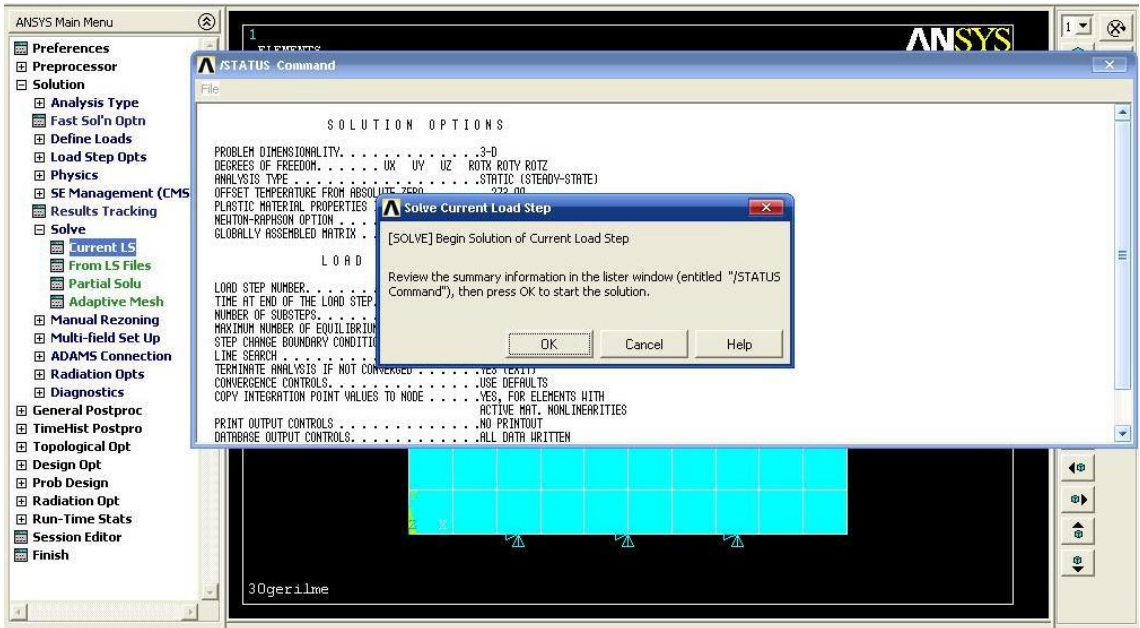 ANSYS Main Menu
Preferences
Preprocessor
Solution
Analysis Type
Fast Sol'n Optn
Define Loads
Load Step Opts
Physics
SE Management (CMS
Results Tracking
Solve
Current LS
From LS Files
Partial Solu
Adaptive Mesh
Manual Rezoning
Multi-field Set Up
ADAMS Connection
Radiation Opts
Diagnostics
General Postproc
TimeHist Postpro
Topological Opt
Design Opt
Prob Design
Radiation Opt
Run-Time Stats
Session Editor
Finish
1
ELEMENTS
ANSYS
1
/STATUS Command
File
SOLUTION OPTIONS
PROBLEM DIMENSIONALITY. . . . . . . . . . . . .3-D
DEGREES OF FREEDOM. . . . . . UX UY UZ ROTX ROTY ROTZ
ANALYSIS TYPE . . . . . . . . . . . . . . . . .STATIC (STEADY-STATE)
OFFSET TEMPERATURE FROM ABSOLUTE ZERO
PLASTIC MATERIAL PROPERTIES
NEWTON-RAPHSON OPTION . . . .
GLOBALLY ASSEMBLED MATRIX . .
LOAD
LOAD STEP NUMBER. . . . . . .
TIME AT END OF THE LOAD STEP.
NUMBER OF SUBSTEPS. . . . . .
MAXIMUM NUMBER OF EQUILIBRIUM
STEP CHANGE BOUNDARY CONDITIO
LINE SEARCH . . . . . . . . .
TERMINATE ANALYSIS IF NOT CONVERGED . . . . . .YES (EXIT)
CONVERGENCE CONTROLS. . . . . . . . . . . . . .USE DEFAULTS
COPY INTEGRATION POINT VALUES TO NODE . . . . .YES, FOR ELEMENTS WITH
ACTIVE MAT. NONLINEARITIES
PRINT OUTPUT CONTROLS . . . . . . . . . . . . .NO PRINTOUT
DATABASE OUTPUT CONTROLS. . . . . . . . . . . .ALL DATA WRITTEN
Solve Current Load Step
[SOLVE] Begin Solution of Current Load Step
Review the summary information in the lister window (entitled "/STATUS
Command"), then press OK to start the solution.
OK Cancel Help
Z X
30gerilme